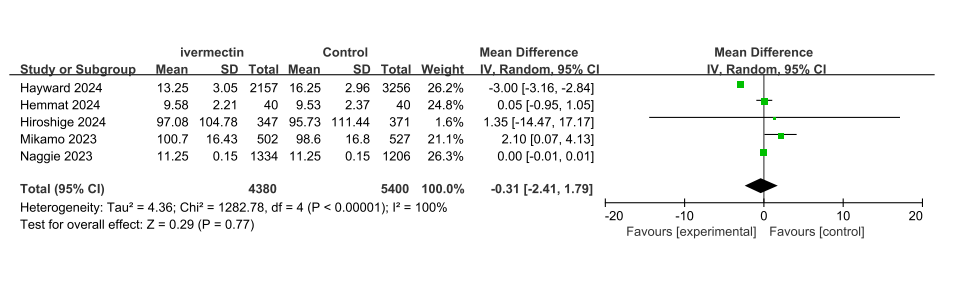 ivermectin Control Mean Difference Mean Difference
Study or Subgroup Mean SD Total Mean SD Total Weight IV, Random, 95% CI IV, Random, 95% CI
Hayward 2024 13.25 3.05 2157 16.25 2.96 3256 26.2% -3.00 [-3.16, -2.84]
Hemmat 2024 9.58 2.21 40 9.53 2.37 40 24.8% 0.05 [-0.95, 1.05]
Hiroshige 2024 97.08 104.78 347 95.73 111.44 371 1.6% 1.35 [-14.47, 17.17]
Mikamo 2023 100.7 16.43 502 98.6 16.8 527 21.1% 2.10 [0.07, 4.13]
Naggie 2023 11.25 0.15 1334 11.25 0.15 1206 26.3% 0.00 [-0.01, 0.01]
Total (95% CI) 4380 5400 100.0% -0.31 [-2.41, 1.79]
Heterogeneity: Tau² = 4.36; Chi² = 1282.78, df = 4 (P < 0.00001); I² = 100%
Test for overall effect: Z = 0.29 (P = 0.77)
-20 -10 0 10 20
Favours [experimental] Favours [control]